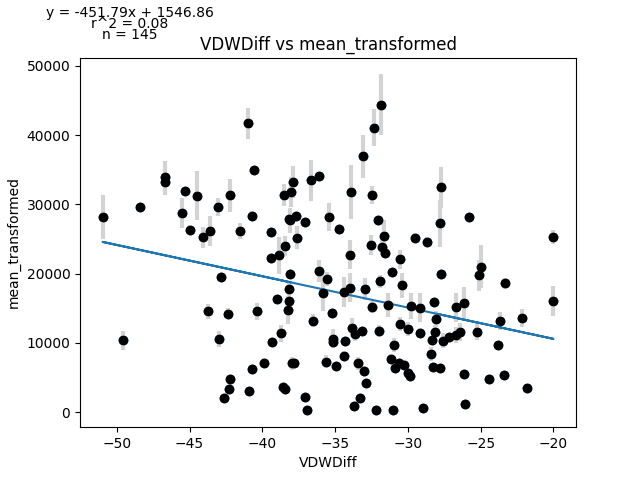 y = -451.79x + 1546.86
r^2 = 0.08
n = 145
VDWDiff vs mean_transformed
50000
40000
30000
20000
10000
0
mean_transformed
−50
−45
−40
−35
−30
−25
−20
VDWDiff